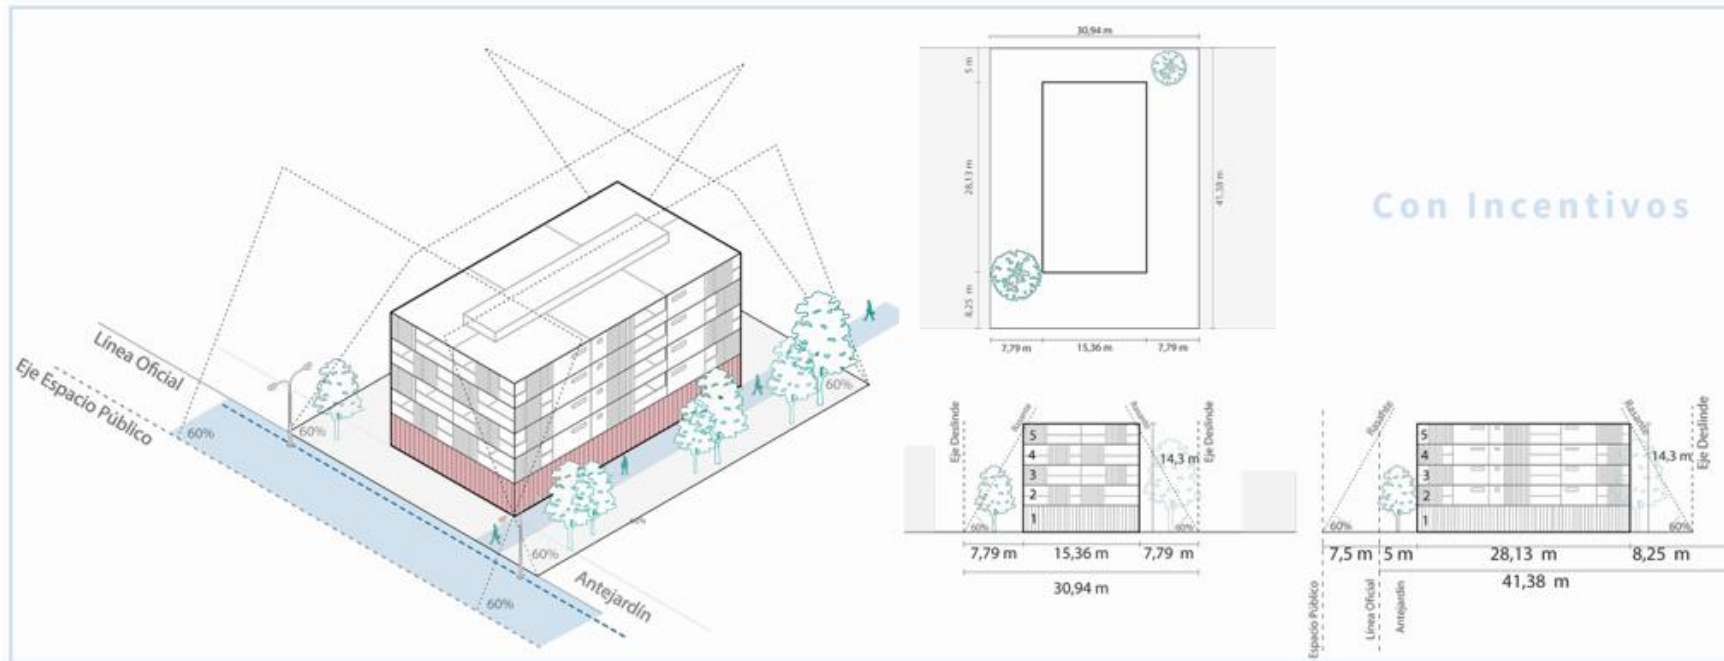 Con Incentivos
Línea Oficial
Eje Espacio Público
60%
60%
60%
60%
60%
Antejardín
30,94 m
5 m
28,13 m
8,25 m
41,38 m
7,79 m
15,36 m
7,79 m
Eje Deslinde
Rasante
Rasante
Eje Deslinde
5
4
3
2
1
14,3 m
60%
60%
7,79 m
15,36 m
7,79 m
30,94 m
Rasante
Rasante
Eje Deslinde
5
4
3
2
1
14,3 m
60%
60%
7,5 m
5 m
28,13 m
8,25 m
41,38 m
Espacio Público
Línea Oficial
Antejardín